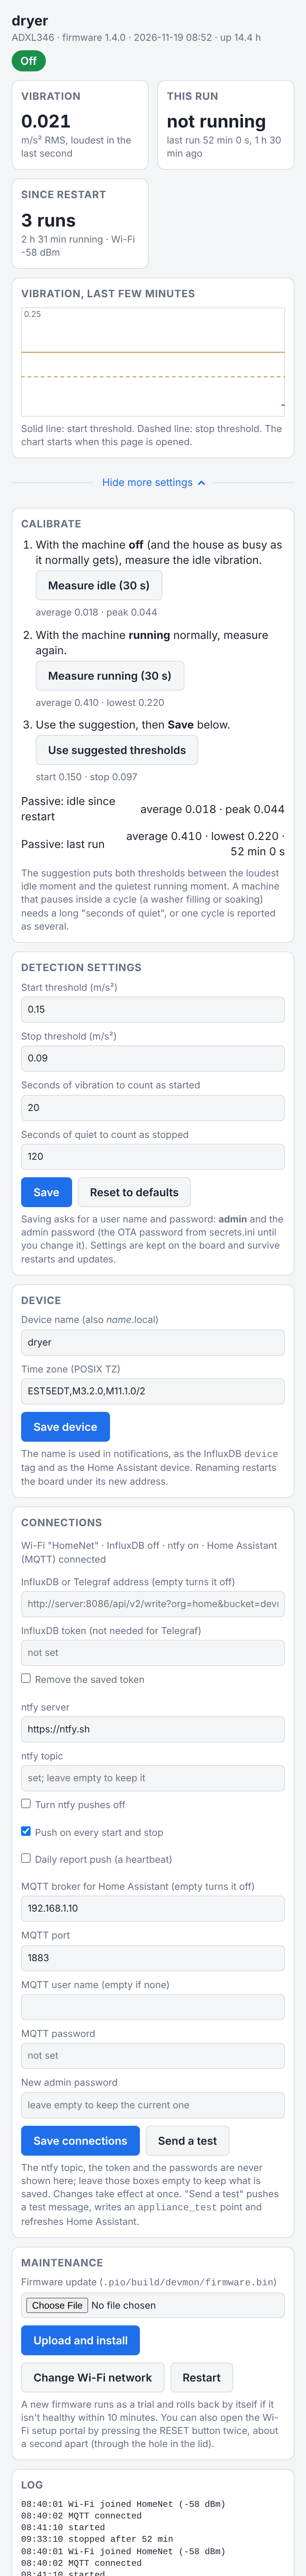 dryer
ADXL346 · firmware 1.4.0 · 2026-11-19 08:52 · up 14.4 h
Off
VIBRATION
0.021
m/s² RMS, loudest in the
last second
THIS RUN
not running
last run 52 min 0 s, 1 h 30
min ago
SINCE RESTART
3 runs
2 h 31 min running · Wi-Fi
-58 dBm
VIBRATION, LAST FEW MINUTES
0.25
Solid line: start threshold. Dashed line: stop threshold. The
chart starts when this page is opened.
Hide more settings
CALIBRATE
1. With the machine off (and the house as busy as
it normally gets), measure the idle vibration.
Measure idle (30 s)
average 0.018 · peak 0.044
2. With the machine running normally, measure
again.
Measure running (30 s)
average 0.410 · lowest 0.220
3. Use the suggestion, then Save below.
Use suggested thresholds
start 0.150 · stop 0.097
Passive: idle since
restart
average 0.018 · peak 0.044
Passive: last run
average 0.410 · lowest 0.220 ·
52 min 0 s
The suggestion puts both thresholds between the loudest
idle moment and the quietest running moment. A machine
that pauses inside a cycle (a washer filling or soaking)
needs a long "seconds of quiet", or one cycle is reported
as several.
DETECTION SETTINGS
Start threshold (m/s²)
0.15
Stop threshold (m/s²)
0.09
Seconds of vibration to count as started
20
Seconds of quiet to count as stopped
120
Save
Reset to defaults
Saving asks for a user name and password: admin and the
admin password (the OTA password from secrets.ini until
you change it). Settings are kept on the board and survive
restarts and updates.
DEVICE
Device name (also name.local)
dryer
Time zone (POSIX TZ)
EST5EDT,M3.2.0,M11.1.0/2
Save device
The name is used in notifications, as the InfluxDB device
tag and as the Home Assistant device. Renaming restarts
the board under its new address.
CONNECTIONS
Wi-Fi "HomeNet" · InfluxDB off · ntfy on · Home Assistant
(MQTT) connected
InfluxDB or Telegraf address (empty turns it off)
http://server:8086/api/v2/write?org=home&bucket=devi
InfluxDB token (not needed for Telegraf)
not set
Remove the saved token
ntfy server
https://ntfy.sh
ntfy topic
set; leave empty to keep it
Turn ntfy pushes off
Push on every start and stop
Daily report push (a heartbeat)
MQTT broker for Home Assistant (empty turns it off)
192.168.1.10
MQTT port
1883
MQTT user name (empty if none)
MQTT password
not set
New admin password
leave empty to keep the current one
Save connections
Send a test
The ntfy topic, the token and the passwords are never
shown here; leave those boxes empty to keep what is
saved. Changes take effect at once. "Send a test" pushes
a test message, writes an appliance_test point and
refreshes Home Assistant.
MAINTENANCE
Firmware update (.pio/build/devmon/firmware.bin)
Choose File No file chosen
Upload and install
Change Wi-Fi network
Restart
A new firmware runs as a trial and rolls back by itself if it
isn't healthy within 10 minutes. You can also open the Wi-
Fi setup portal by pressing the RESET button twice, about
a second apart (through the hole in the lid).
LOG
08:40:01 Wi-Fi joined HomeNet (-58 dBm)
08:40:02 MQTT connected
08:41:10 started
09:33:10 stopped after 52 min
08:40:01 Wi-Fi joined HomeNet (-58 dBm)
08:40:02 MQTT connected
08:41:10 started